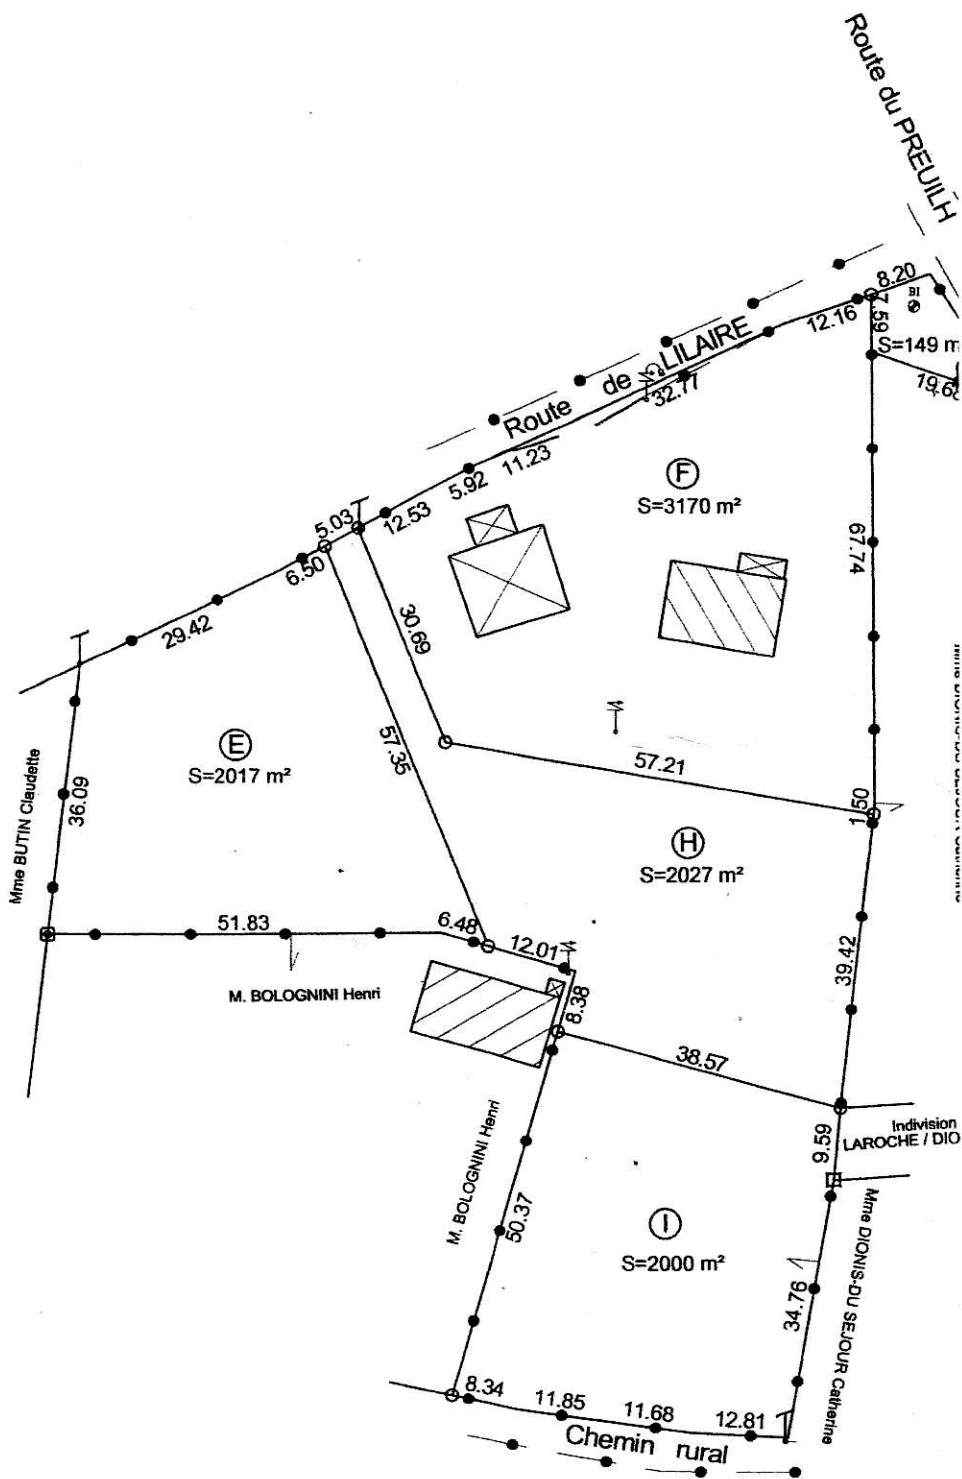 Route du PREUILH
8.20
BI
7.59
12.16
S=149 m
19.6
Route de LILAIRE
32.77
11.23
5.92
12.53
5.03
6.50
29.42
F
S=3170 m²
67.74
30.69
57.35
57.21
1.50
E
S=2017 m²
36.09
Mme BUTIN Claudette
H
S=2027 m²
51.83
6.48
12.01
8.38
39.42
M. BOLOGNINI Henri
38.57
9.59
Indivision
LAROCHE / DIO
M. BOLOGNINI Henri
50.37
I
S=2000 m²
34.76
Mme DIONIS-DU SEJOUR Catherine
8.34
11.85
11.68
12.81
Chemin rural